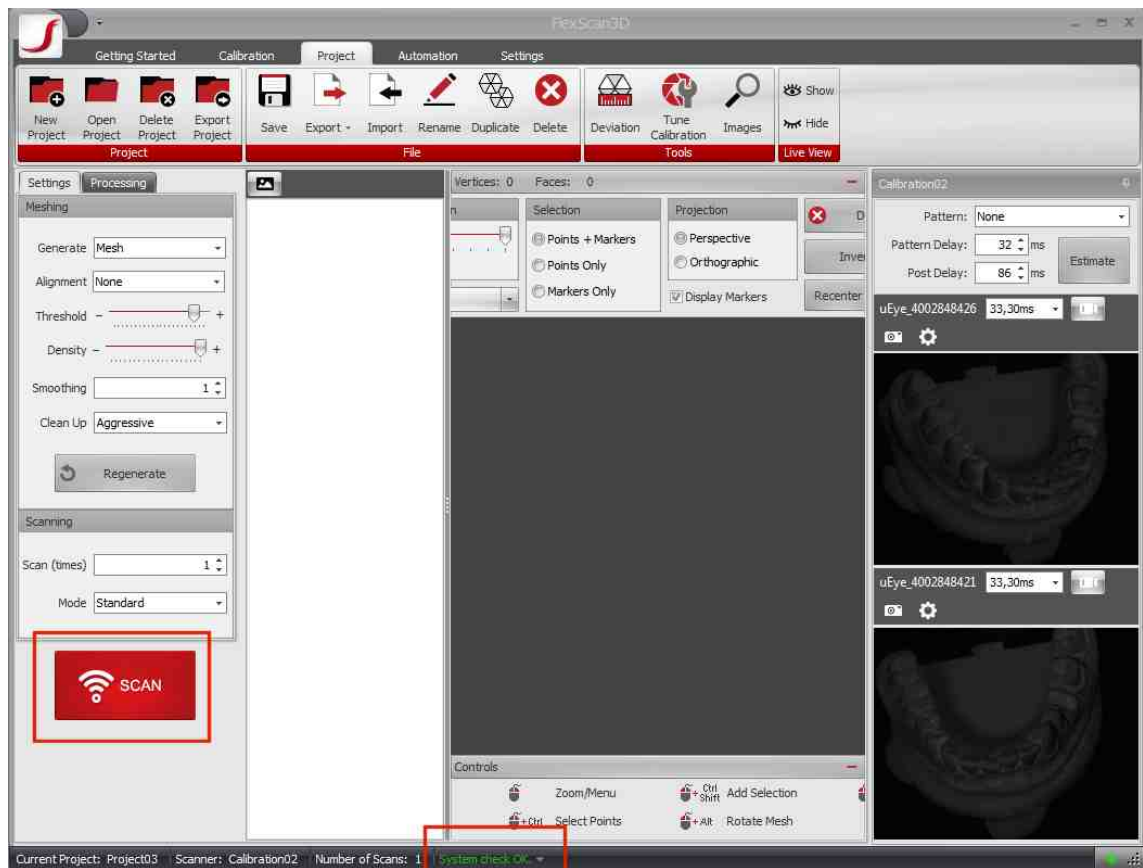 FlexScan3D
Getting Started Calibration Project Automation Settings
New Project Open Project Delete Project Export Project
Save Export Import Rename Duplicate Delete
Deviation Tune Calibration Images
Show
Hide
Project File Tools Live View
Settings Processing
Meshing
Generate Mesh
Alignment None
Threshold - +
Density - +
Smoothing 1
Clean Up Aggressive
Regenerate
Scanning
Scan (times) 1
Mode Standard
SCAN
Vertices: 0 Faces: 0
n Selection Projection
Points + Markers
Points Only
Markers Only
Perspective
Orthographic
Display Markers
D
Inve
Recenter
Controls
Zoom/Menu
+Ctrl Shift Add Selection
+Ctrl Select Points
+Alt Rotate Mesh
Calibration02
Pattern: None
Pattern Delay: 32 ms
Post Delay: 86 ms
Estimate
uEye_4002848426 33,30ms
uEye_4002848421 33,30ms
Current Project: Project03 Scanner: Calibration02 Number of Scans: 1 System check OK.